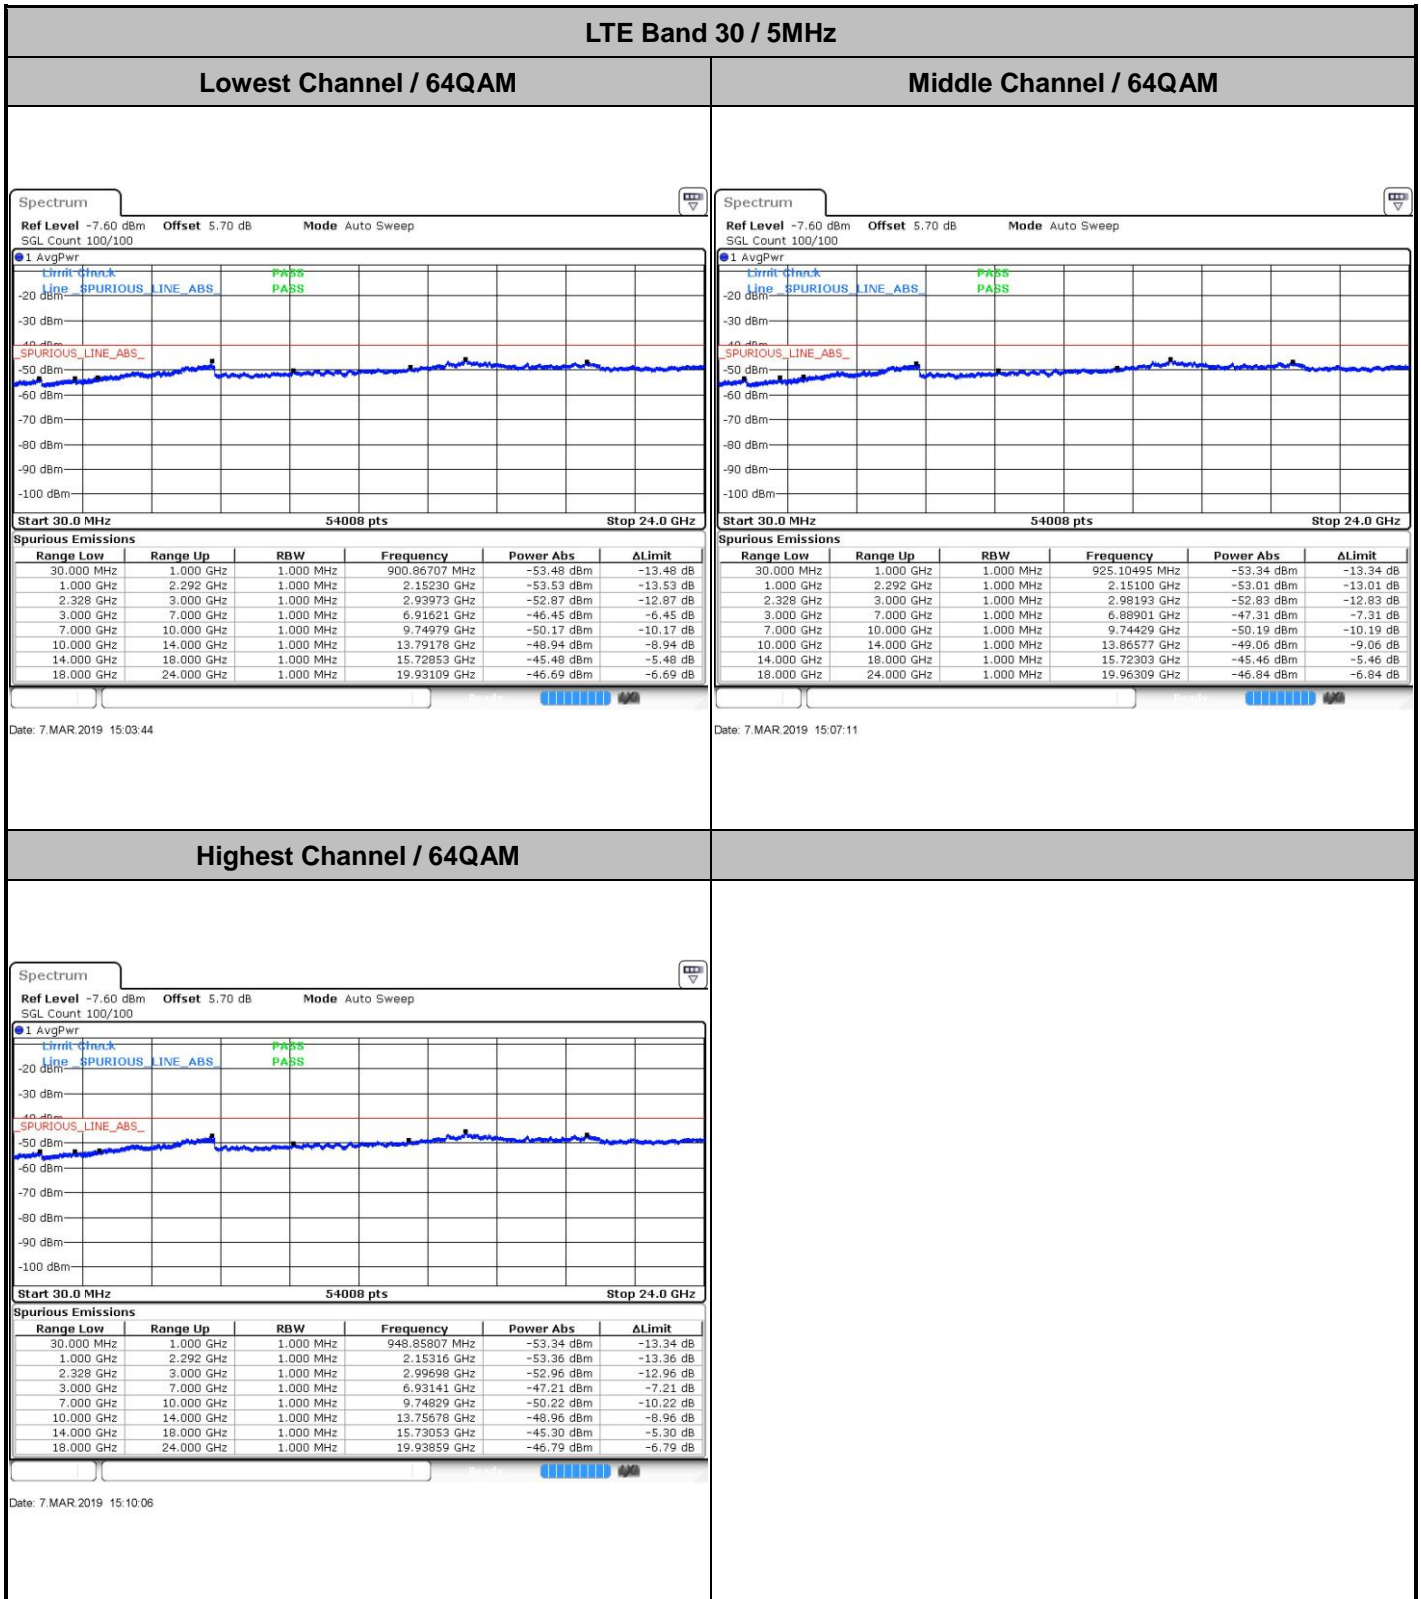 LTE Band 30 / 5MHz
Lowest Channel / 64QAM
Middle Channel / 64QAM
Spectrum
Ref Level -7.60 dBm Offset 5.70 dB Mode Auto Sweep
SGL Count 100/100
1 AvgPwr
Limit Check PASS
Line _SPURIOUS_LINE_ABS_ PASS
-20 dBm
-30 dBm
-40 dBm
_SPURIOUS_LINE_ABS_
-50 dBm
-60 dBm
-70 dBm
-80 dBm
-90 dBm
-100 dBm
Start 30.0 MHz 54008 pts Stop 24.0 GHz
Spurious Emissions
Range Low Range Up RBW Frequency Power Abs ΔLimit
30.000 MHz 1.000 GHz 1.000 MHz 900.86707 MHz -53.48 dBm -13.48 dB
1.000 GHz 2.292 GHz 1.000 MHz 2.15230 GHz -53.53 dBm -13.53 dB
2.328 GHz 3.000 GHz 1.000 MHz 2.93973 GHz -52.87 dBm -12.87 dB
3.000 GHz 7.000 GHz 1.000 MHz 6.91621 GHz -46.45 dBm -6.45 dB
7.000 GHz 10.000 GHz 1.000 MHz 9.74979 GHz -50.17 dBm -10.17 dB
10.000 GHz 14.000 GHz 1.000 MHz 13.79178 GHz -48.94 dBm -8.94 dB
14.000 GHz 18.000 GHz 1.000 MHz 15.72853 GHz -45.48 dBm -5.48 dB
18.000 GHz 24.000 GHz 1.000 MHz 19.93109 GHz -46.69 dBm -6.69 dB
Date: 7.MAR.2019 15:03:44
Spectrum
Ref Level -7.60 dBm Offset 5.70 dB Mode Auto Sweep
SGL Count 100/100
1 AvgPwr
Limit Check PASS
Line _SPURIOUS_LINE_ABS_ PASS
-20 dBm
-30 dBm
-40 dBm
_SPURIOUS_LINE_ABS_
-50 dBm
-60 dBm
-70 dBm
-80 dBm
-90 dBm
-100 dBm
Start 30.0 MHz 54008 pts Stop 24.0 GHz
Spurious Emissions
Range Low Range Up RBW Frequency Power Abs ΔLimit
30.000 MHz 1.000 GHz 1.000 MHz 925.10495 MHz -53.34 dBm -13.34 dB
1.000 GHz 2.292 GHz 1.000 MHz 2.15100 GHz -53.01 dBm -13.01 dB
2.328 GHz 3.000 GHz 1.000 MHz 2.98193 GHz -52.83 dBm -12.83 dB
3.000 GHz 7.000 GHz 1.000 MHz 6.88901 GHz -47.31 dBm -7.31 dB
7.000 GHz 10.000 GHz 1.000 MHz 9.74429 GHz -50.19 dBm -10.19 dB
10.000 GHz 14.000 GHz 1.000 MHz 13.86577 GHz -49.06 dBm -9.06 dB
14.000 GHz 18.000 GHz 1.000 MHz 15.72303 GHz -45.46 dBm -5.46 dB
18.000 GHz 24.000 GHz 1.000 MHz 19.96309 GHz -46.84 dBm -6.84 dB
Date: 7.MAR.2019 15:07:11
Highest Channel / 64QAM
Spectrum
Ref Level -7.60 dBm Offset 5.70 dB Mode Auto Sweep
SGL Count 100/100
1 AvgPwr
Limit Check PASS
Line _SPURIOUS_LINE_ABS_ PASS
-20 dBm
-30 dBm
-40 dBm
_SPURIOUS_LINE_ABS_
-50 dBm
-60 dBm
-70 dBm
-80 dBm
-90 dBm
-100 dBm
Start 30.0 MHz 54008 pts Stop 24.0 GHz
Spurious Emissions
Range Low Range Up RBW Frequency Power Abs ΔLimit
30.000 MHz 1.000 GHz 1.000 MHz 948.85807 MHz -53.34 dBm -13.34 dB
1.000 GHz 2.292 GHz 1.000 MHz 2.15316 GHz -53.36 dBm -13.36 dB
2.328 GHz 3.000 GHz 1.000 MHz 2.99698 GHz -52.96 dBm -12.96 dB
3.000 GHz 7.000 GHz 1.000 MHz 6.93141 GHz -47.21 dBm -7.21 dB
7.000 GHz 10.000 GHz 1.000 MHz 9.74829 GHz -50.22 dBm -10.22 dB
10.000 GHz 14.000 GHz 1.000 MHz 13.75678 GHz -48.96 dBm -8.96 dB
14.000 GHz 18.000 GHz 1.000 MHz 15.73053 GHz -45.30 dBm -5.30 dB
18.000 GHz 24.000 GHz 1.000 MHz 19.93859 GHz -46.79 dBm -6.79 dB
Date: 7.MAR.2019 15:10:06